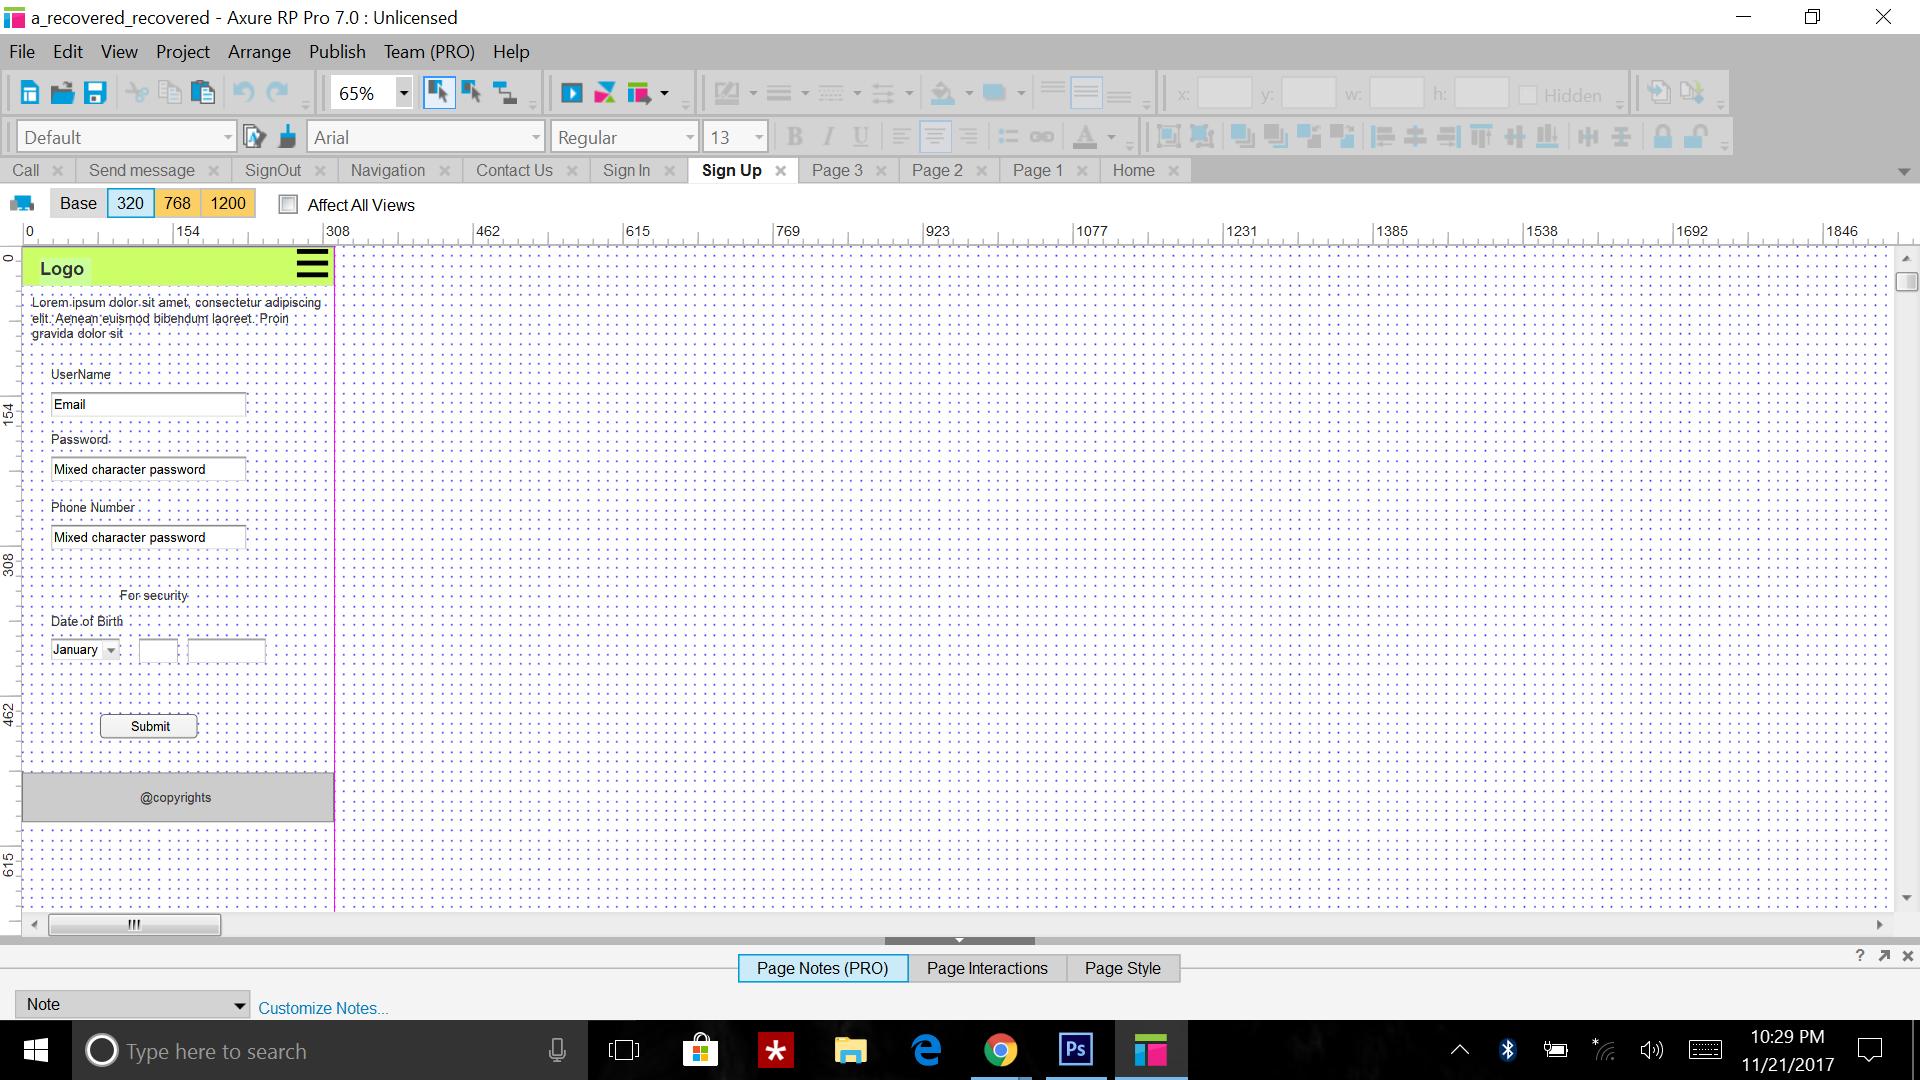 a_recovered_recovered - Axure RP Pro 7.0 : Unlicensed
File Edit View Project Arrange Publish Team (PRO) Help
65% x: y: w: h: Hidden
Default Arial Regular 13 B I U A
Call Send message SignOut Navigation Contact Us Sign In Sign Up Page 3 Page 2 Page 1 Home
Base 320 768 1200 Affect All Views
0 154 308 462 615 769 923 1077 1231 1385 1538 1692 1846
0
154
308
462
615
Logo
Lorem ipsum dolor sit amet, consectetur adipiscing
elit. Aenean euismod bibendum laoreet. Proin
gravida dolor sit
UserName
Email
Password
Mixed character password
Phone Number
Mixed character password
For security
Date of Birth
January
Submit
@copyrights
?
Page Notes (PRO) Page Interactions Page Style
Note Customize Notes...
Type here to search
Ps
10:29 PM
11/21/2017